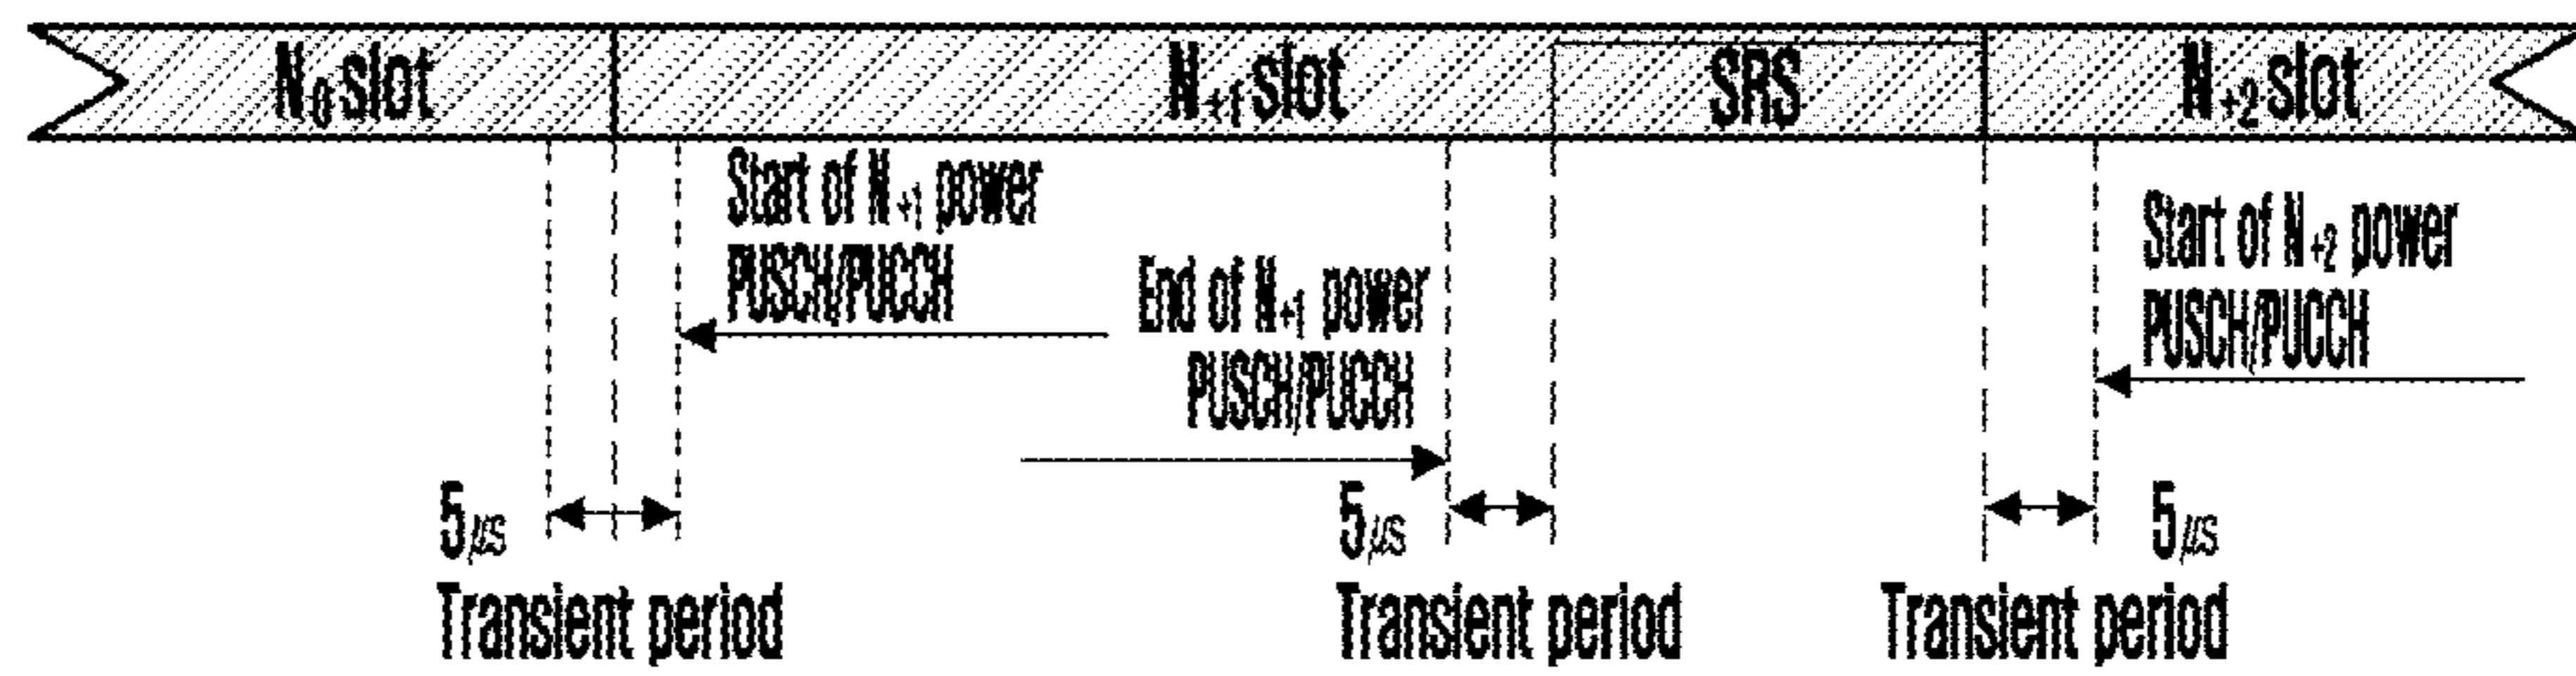 N0 slot
N+1 slot
SRS
N+2 slot
Start of N+1 power
PUSCH/PUCCH
End of N+1 power
PUSCH/PUCCH
Start of N+2 power
PUSCH/PUCCH
5㎲
Transient period
5㎲
Transient period
5㎲
Transient period